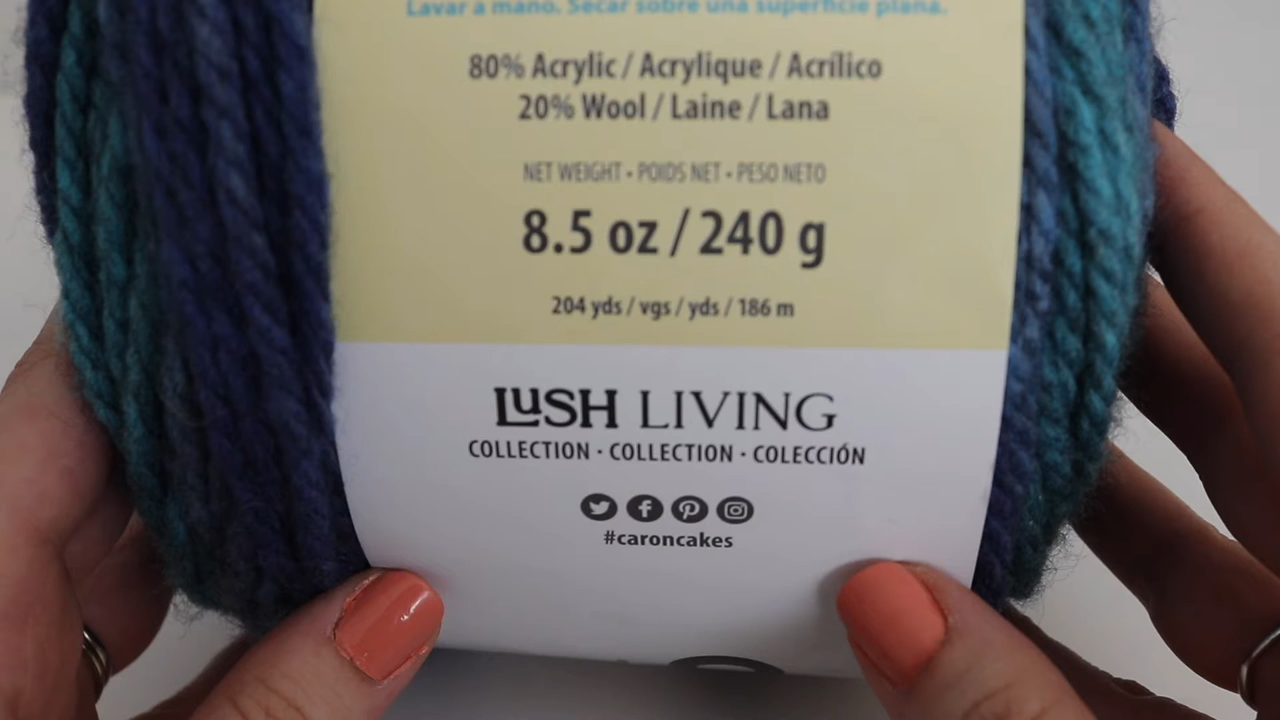 Lavar a mano. Secar sobre una superficie plana.
80% Acrylic / Acrylique / Acrílico
20% Wool / Laine / Lana
NET WEIGHT • POIDS NET • PESO NETO
8.5 oz / 240 g
204 yds / vgs / yds / 186 m
LuSH LIVING
COLLECTION · COLLECTION · COLECCIÓN
#caroncakes